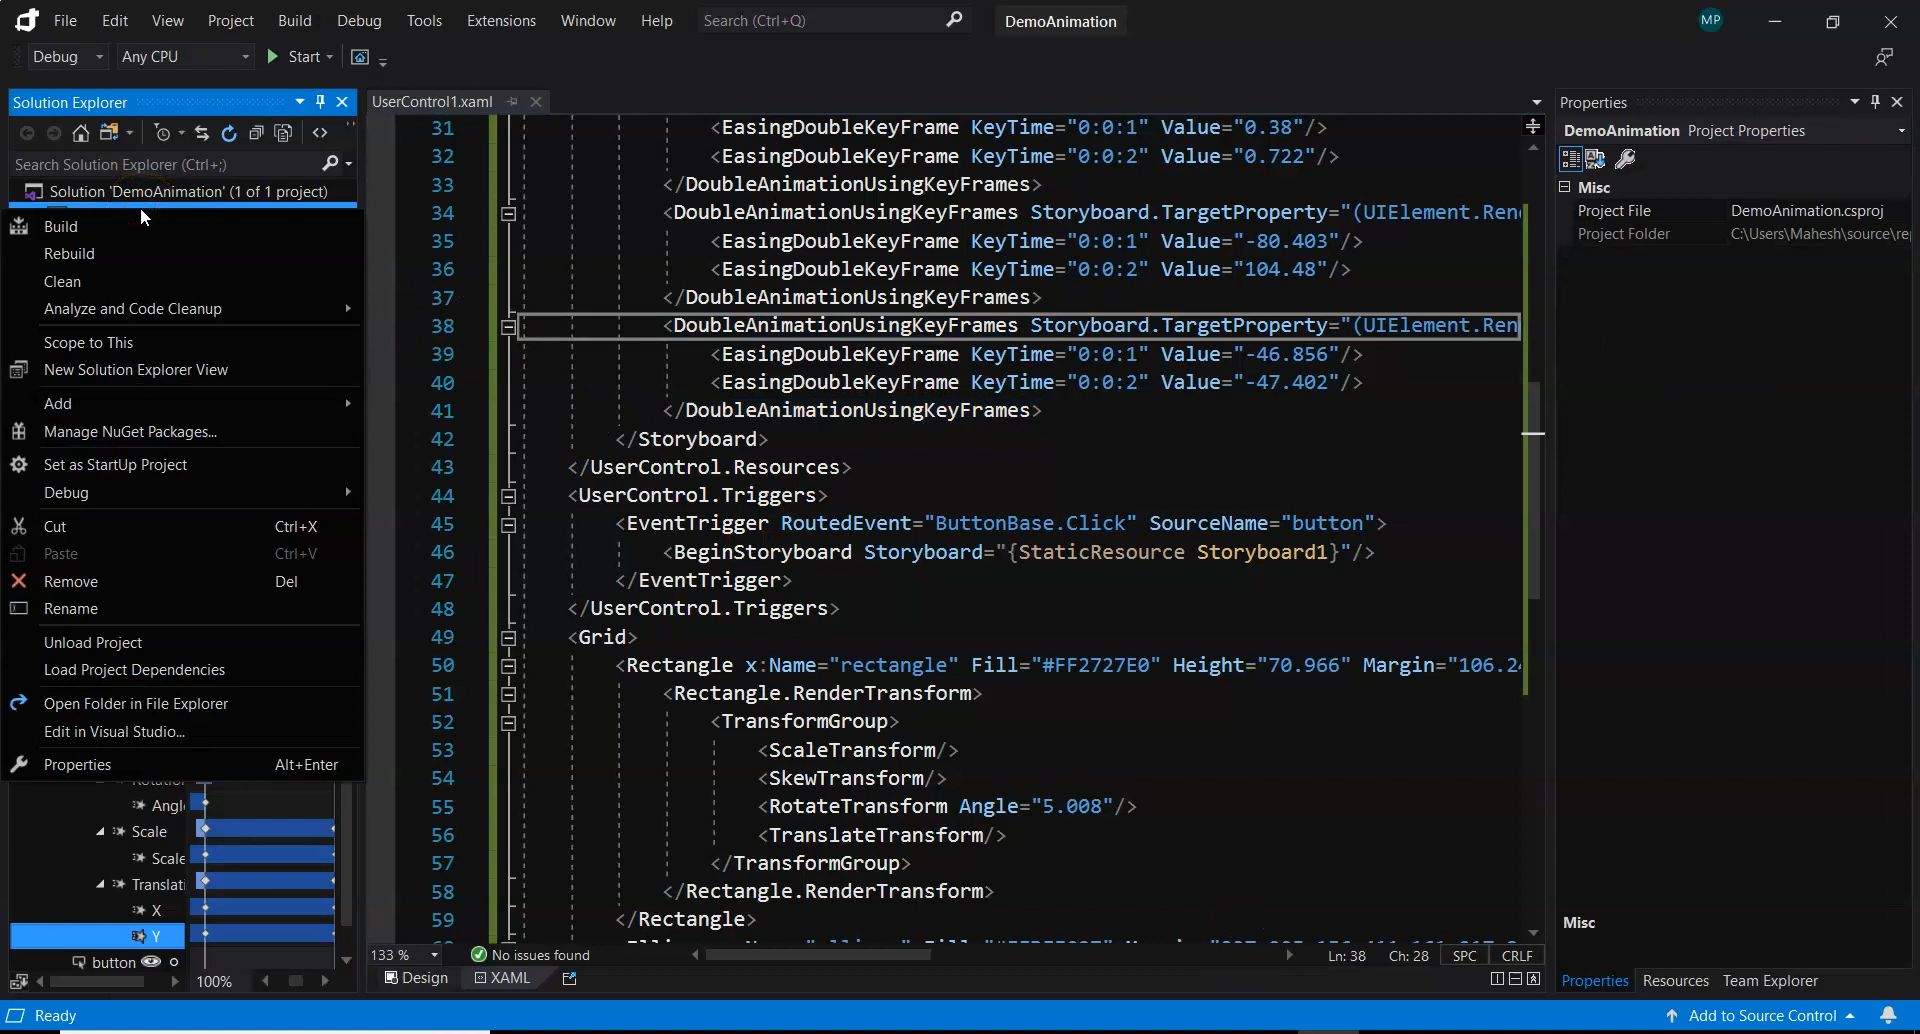 File Edit View Project Build Debug Tools Extensions Window Help Search (Ctrl+Q) DemoAnimation MP
Debug Any CPU Start
Solution Explorer
Search Solution Explorer (Ctrl+;)
Solution 'DemoAnimation' (1 of 1 project)
Build
Rebuild
Clean
Analyze and Code Cleanup
Scope to This
New Solution Explorer View
Add
Manage NuGet Packages...
Set as StartUp Project
Debug
Cut Ctrl+X
Paste Ctrl+V
Remove Del
Rename
Unload Project
Load Project Dependencies
Open Folder in File Explorer
Edit in Visual Studio...
Properties Alt+Enter
Angle
Scale
Scale
Translati
X
Y
button
100%
UserControl1.xaml
31 <EasingDoubleKeyFrame KeyTime="0:0:1" Value="0.38"/>
32 <EasingDoubleKeyFrame KeyTime="0:0:2" Value="0.722"/>
33 </DoubleAnimationUsingKeyFrames>
34 <DoubleAnimationUsingKeyFrames Storyboard.TargetProperty="(UIElement.Ren
35 <EasingDoubleKeyFrame KeyTime="0:0:1" Value="-80.403"/>
36 <EasingDoubleKeyFrame KeyTime="0:0:2" Value="104.48"/>
37 </DoubleAnimationUsingKeyFrames>
38 <DoubleAnimationUsingKeyFrames Storyboard.TargetProperty="(UIElement.Ren
39 <EasingDoubleKeyFrame KeyTime="0:0:1" Value="-46.856"/>
40 <EasingDoubleKeyFrame KeyTime="0:0:2" Value="-47.402"/>
41 </DoubleAnimationUsingKeyFrames>
42 </Storyboard>
43 </UserControl.Resources>
44 <UserControl.Triggers>
45 <EventTrigger RoutedEvent="ButtonBase.Click" SourceName="button">
46 <BeginStoryboard Storyboard="{StaticResource Storyboard1}"/>
47 </EventTrigger>
48 </UserControl.Triggers>
49 <Grid>
50 <Rectangle x:Name="rectangle" Fill="#FF2727E0" Height="70.966" Margin="106.24
51 <Rectangle.RenderTransform>
52 <TransformGroup>
53 <ScaleTransform/>
54 <SkewTransform/>
55 <RotateTransform Angle="5.008"/>
56 <TranslateTransform/>
57 </TransformGroup>
58 </Rectangle.RenderTransform>
59 </Rectangle>
133 % No issues found Ln: 38 Ch: 28 SPC CRLF
Design XAML
Properties
DemoAnimation Project Properties
Misc
Project File DemoAnimation.csproj
Project Folder C:\Users\Mahesh\source\re
Misc
Properties Resources Team Explorer
Ready Add to Source Control